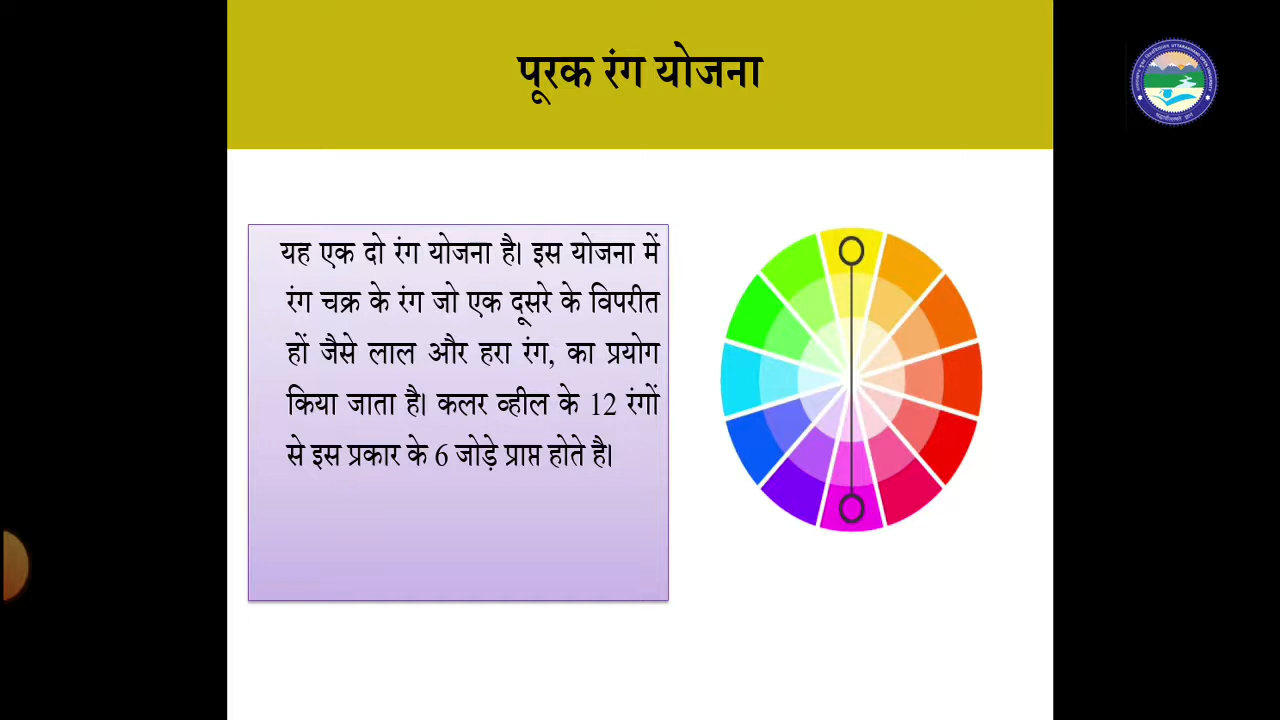 पूरक रंग योजना
यह एक दो रंग योजना है। इस योजना में
रंग चक्र के रंग जो एक दूसरे के विपरीत
हों जैसे लाल और हरा रंग, का प्रयोग
किया जाता है। कलर व्हील के 12 रंगों
से इस प्रकार के 6 जोड़े प्राप्त होते है।